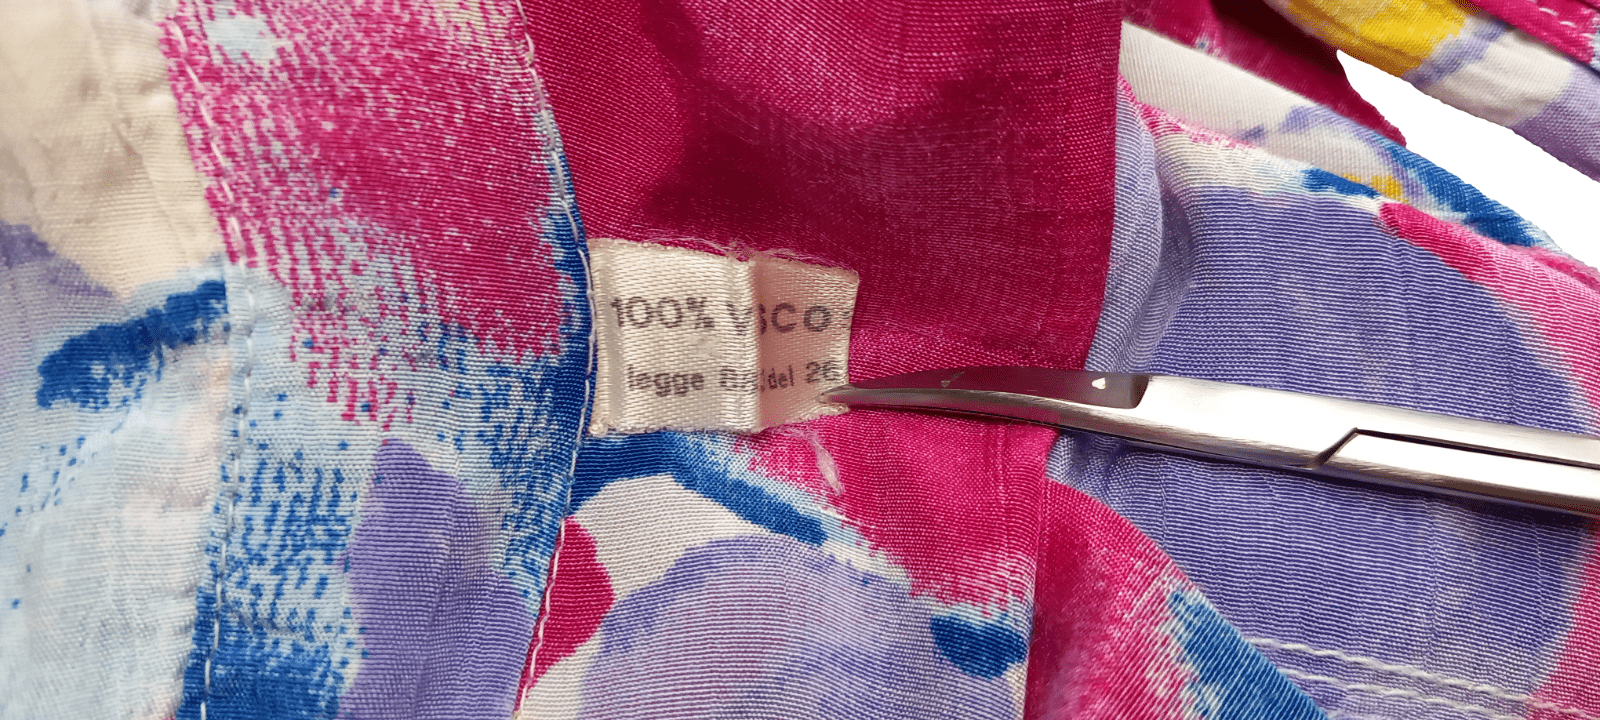 100% VSCO
legge del 26